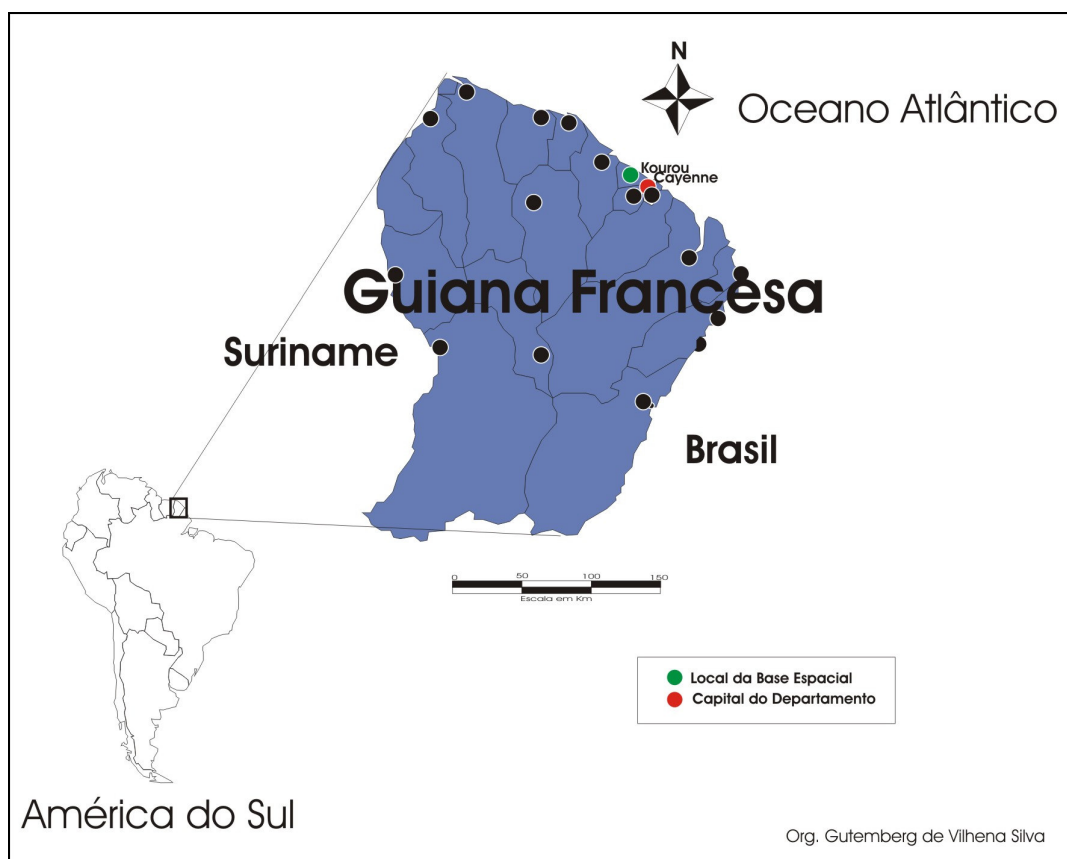 N
Oceano Atlântico
Kourou
Cayenne
Guiana Francesa
Suriname
Brasil
0 50 100 150
Escala em Km
Local da Base Espacial
Capital do Departamento
América do Sul
Org. Gutemberg de Vilhena Silva